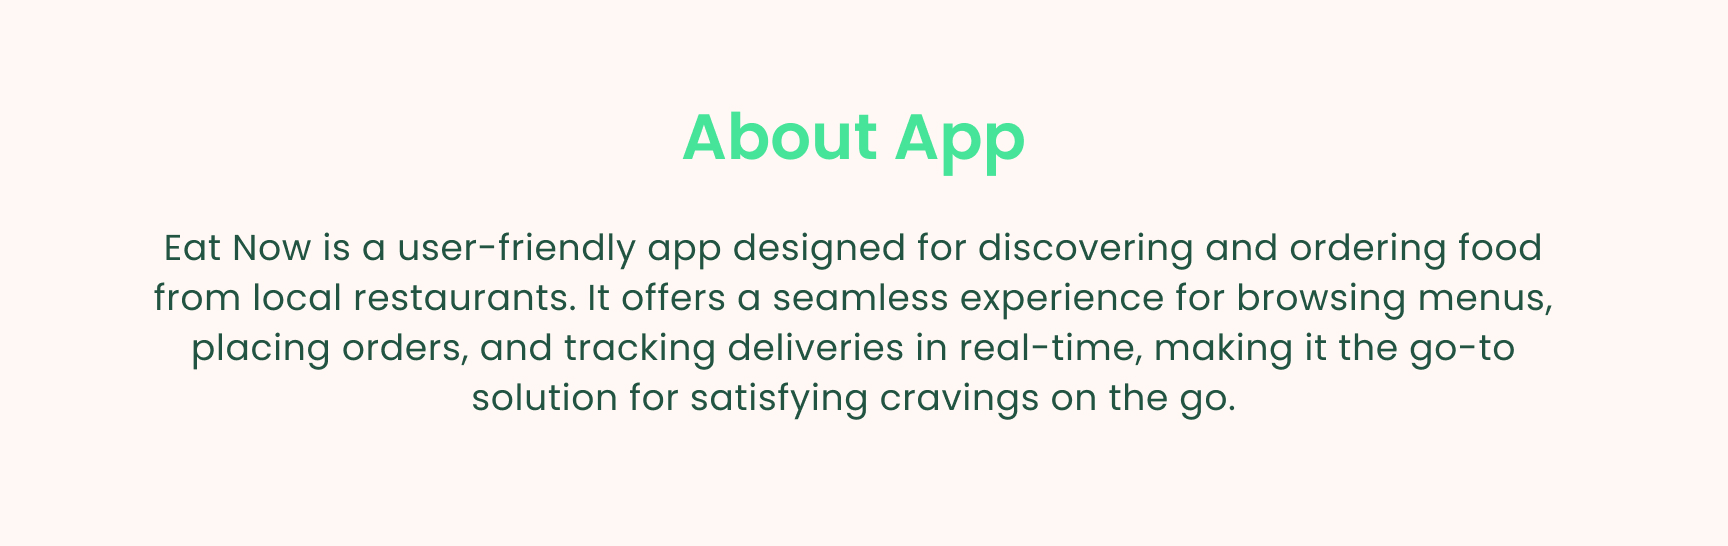 About App
Eat Now is a user-friendly app designed for discovering and ordering food
from local restaurants. It offers a seamless experience for browsing menus,
placing orders, and tracking deliveries in real-time, making it the go-to
solution for satisfying cravings on the go.